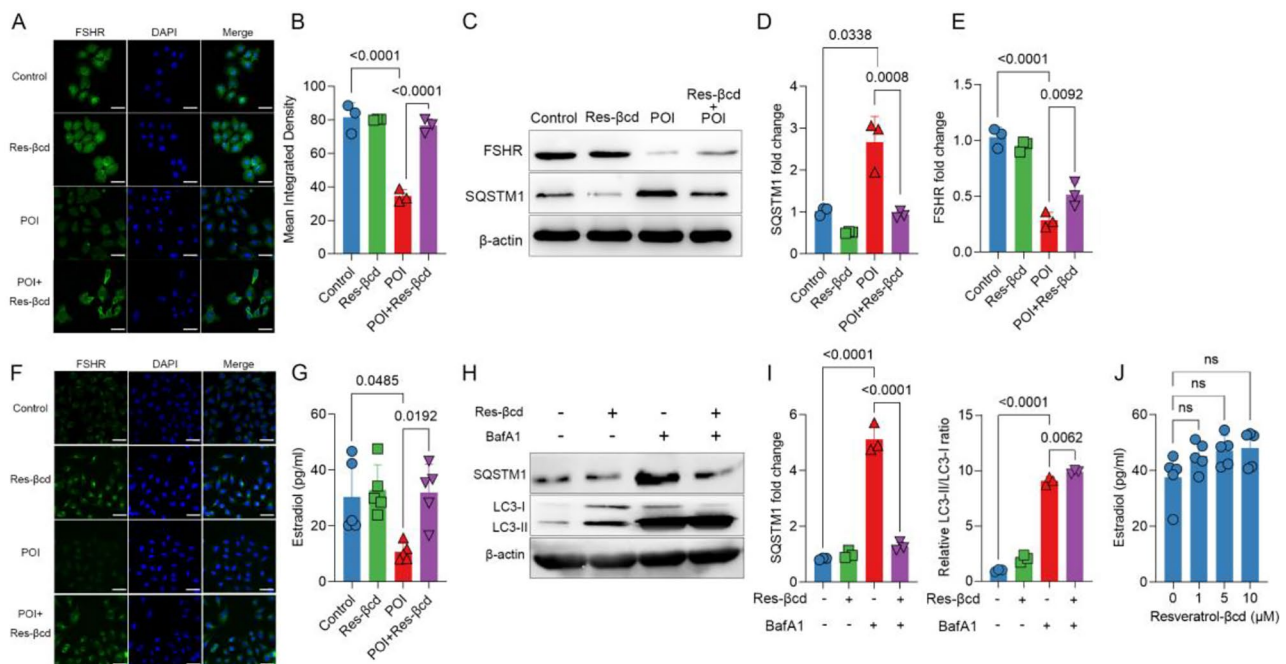 A
FSHR DAPI Merge
Control
Res-βcd
POI
POI+
Res-βcd
B
<0.0001
<0.0001
Mean Integrated Density
100
80
60
40
20
0
Control
Res-βcd
POI
POI+Res-βcd
C
Control Res-βcd POI Res-βcd
+
POI
FSHR
SQSTM1
β-actin
D
0.0338
0.0008
SQSTM1 fold change
4
3
2
1
0
Control
Res-βcd
POI
POI+Res-βcd
E
<0.0001
0.0092
FSHR fold change
1.5
1.0
0.5
0.0
Control
Res-βcd
POI
POI+Res-βcd
F
FSHR DAPI Merge
Control
Res-βcd
POI
POI+
Res-βcd
G
0.0485
0.0192
Estradiol (pg/ml)
60
40
20
0
Control
Res-βcd
POI
POI+Res-βcd
H
Res-βcd - + - +
BafA1 - - + +
SQSTM1
LC3-I
LC3-II
β-actin
I
<0.0001
<0.0001
SQSTM1 fold change
6
4
2
0
Res-βcd - + - +
BafA1 - - + +
<0.0001
0.0062
Relative LC3-II/LC3-I ratio
15
10
5
0
Res-βcd - + - +
BafA1 - - + +
J
ns
ns
ns
Estradiol (pg/ml)
60
40
20
0
0 1 5 10
Resveratrol-βcd (µM)